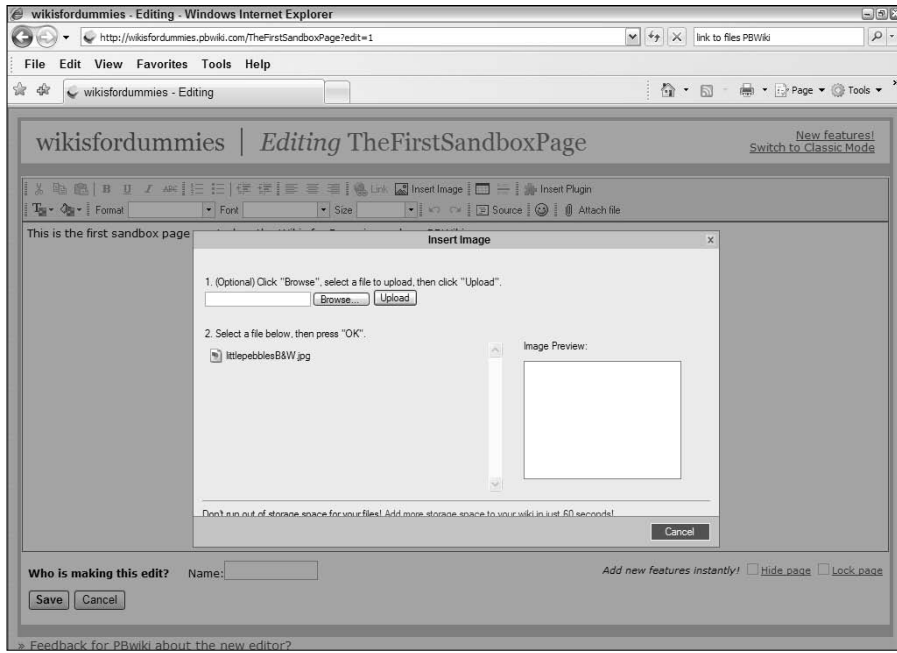 wikisfordummies - Editing - Windows Internet Explorer
http://wikisfordummies.pbwiki.com/TheFirstSandboxPage?edit=1
link to files PBWiki
File Edit View Favorites Tools Help
wikisfordummies - Editing
Page Tools
wikisfordummies | Editing TheFirstSandboxPage
New features!
Switch to Classic Mode
B U I ABC Link Insert Image Insert Plugin
Format Font Size Source Attach file
This is the first sandbox page
Insert Image x
1. (Optional) Click "Browse", select a file to upload, then click "Upload".
Browse... Upload
2. Select a file below, then press "OK".
littlepebblesB&W.jpg
Image Preview:
Don't run out of storage space for your files! Add more storage space to your wiki in just 60 seconds!
Cancel
Who is making this edit? Name:
Add new features instantly! Hide page Lock page
Save Cancel
» Feedback for PBwiki about the new editor?